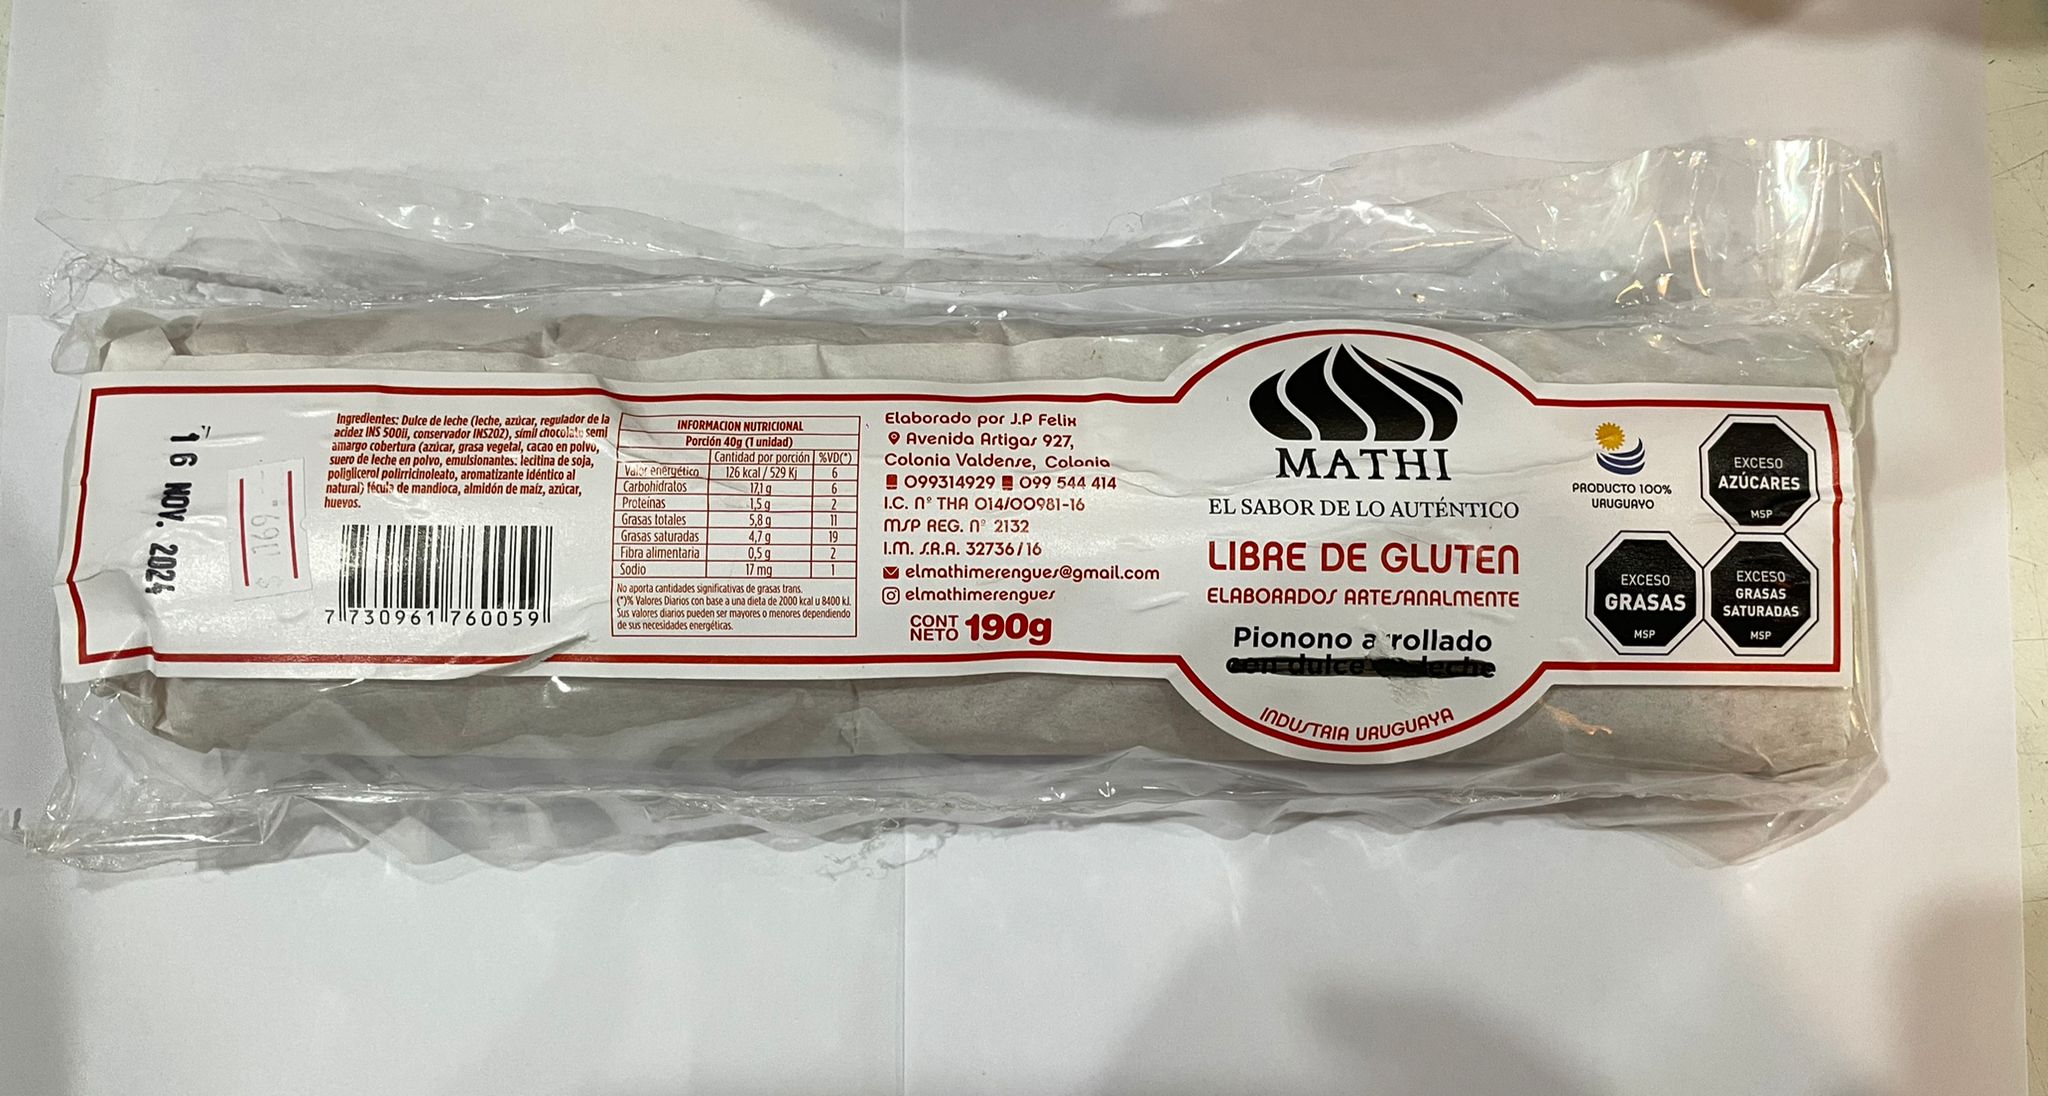 16 NOV. 2024
$ 169.-
Ingredientes: Dulce de leche (leche, azúcar, regulador de la
acidez INS 500ii, conservador INS202), símil chocolate semi
amargo cobertura (azúcar, grasa vegetal, cacao en polvo,
suero de leche en polvo, emulsionantes: lecitina de soja,
poliglicerol polirricinoleato, aromatizante idéntico al
natural) fécula de mandioca, almidón de maíz, azúcar,
huevos.
7 730961 760059
INFORMACION NUTRICIONAL
Porción 40g (1 unidad)
Cantidad por porción %VD(*)
Valor energético 126 kcal / 529 Kj 6
Carbohidratos 17,1 g 6
Proteínas 1,5 g 2
Grasas totales 5,8 g 11
Grasas saturadas 4,7 g 19
Fibra alimentaria 0,5 g 2
Sodio 17 mg 1
No aporta cantidades significativas de grasas trans.
(*)% Valores Diarios con base a una dieta de 2000 kcal u 8400 kJ.
Sus valores diarios pueden ser mayores o menores dependiendo
de sus necesidades energéticas.
Elaborado por J.P Felix
Avenida Artigas 927,
Colonia Valdense, Colonia
099314929 099 544 414
I.C. Nº THA 014/00981-16
MSP REG. Nº 2132
I.M. S.R.A. 32736/16
elmathimerengues@gmail.com
elmathimerengues
CONT
NETO 190g
MATHI
EL SABOR DE LO AUTÉNTICO
LIBRE DE GLUTEN
ELABORADOS ARTESANALMENTE
Pionono arrollado
con dulce de leche
INDUSTRIA URUGUAYA
PRODUCTO 100%
URUGUAYO
EXCESO
AZÚCARES
MSP
EXCESO
GRASAS
MSP
EXCESO
GRASAS
SATURADAS
MSP